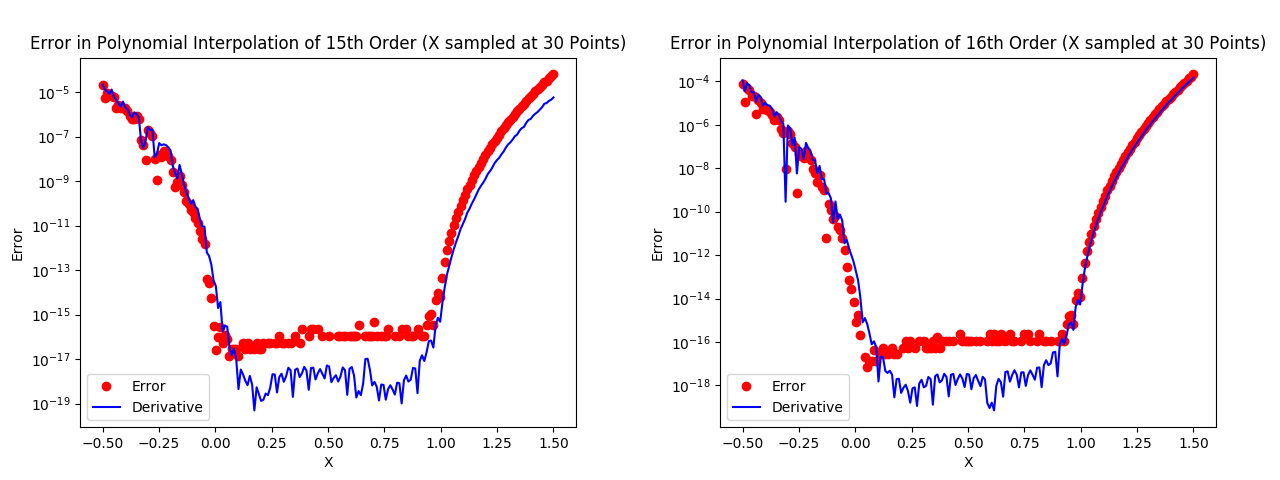 Error in Polynomial Interpolation of 15th Order (X sampled at 30 Points)
Error
10⁻⁵
10⁻⁷
10⁻⁹
10⁻¹¹
10⁻¹³
10⁻¹⁵
10⁻¹⁷
10⁻¹⁹
Error
Derivative
−0.50 −0.25 0.00 0.25 0.50 0.75 1.00 1.25 1.50
X
Error in Polynomial Interpolation of 16th Order (X sampled at 30 Points)
Error
10⁻⁴
10⁻⁶
10⁻⁸
10⁻¹⁰
10⁻¹²
10⁻¹⁴
10⁻¹⁶
10⁻¹⁸
Error
Derivative
−0.50 −0.25 0.00 0.25 0.50 0.75 1.00 1.25 1.50
X